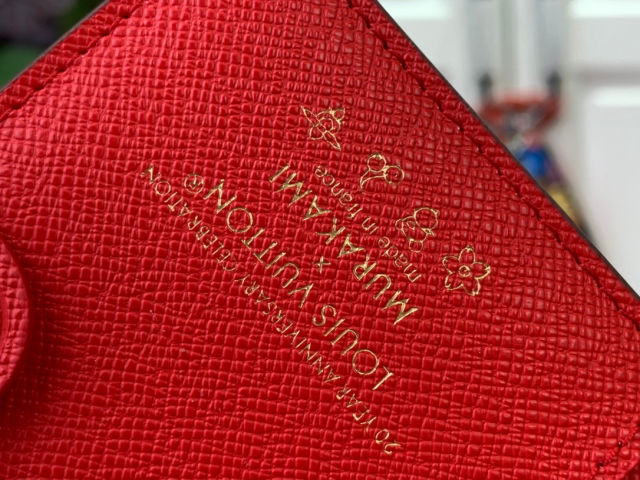 20 YEAR ANNIVERSARY CELEBRATION
LOUIS VUITTON®
x
MURAKAMI
made in france